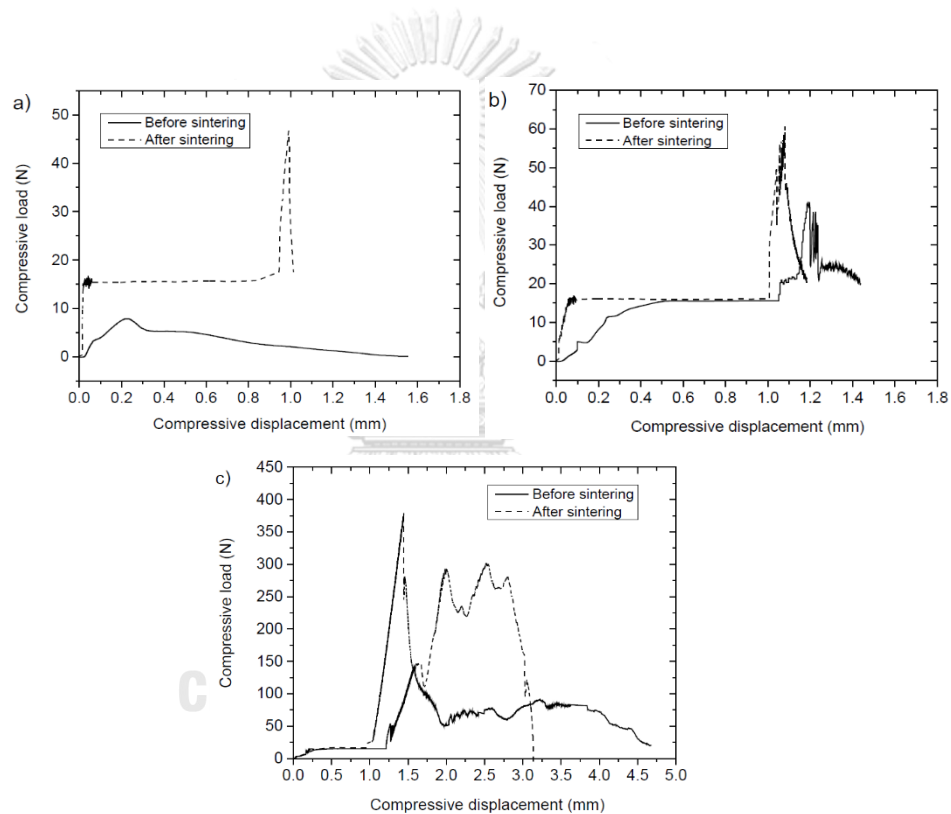 a)
Before sintering
After sintering
Compressive load (N)
50
40
30
20
10
0
0.0 0.2 0.4 0.6 0.8 1.0 1.2 1.4 1.6 1.8
Compressive displacement (mm)
b)
Before sintering
After sintering
Compressive load (N)
70
60
50
40
30
20
10
0
0.0 0.2 0.4 0.6 0.8 1.0 1.2 1.4 1.6 1.8
Compressive displacement (mm)
c)
Before sintering
After sintering
Compressive load (N)
450
400
350
300
250
200
150
100
50
0
0.0 0.5 1.0 1.5 2.0 2.5 3.0 3.5 4.0 4.5 5.0
Compressive displacement (mm)
C